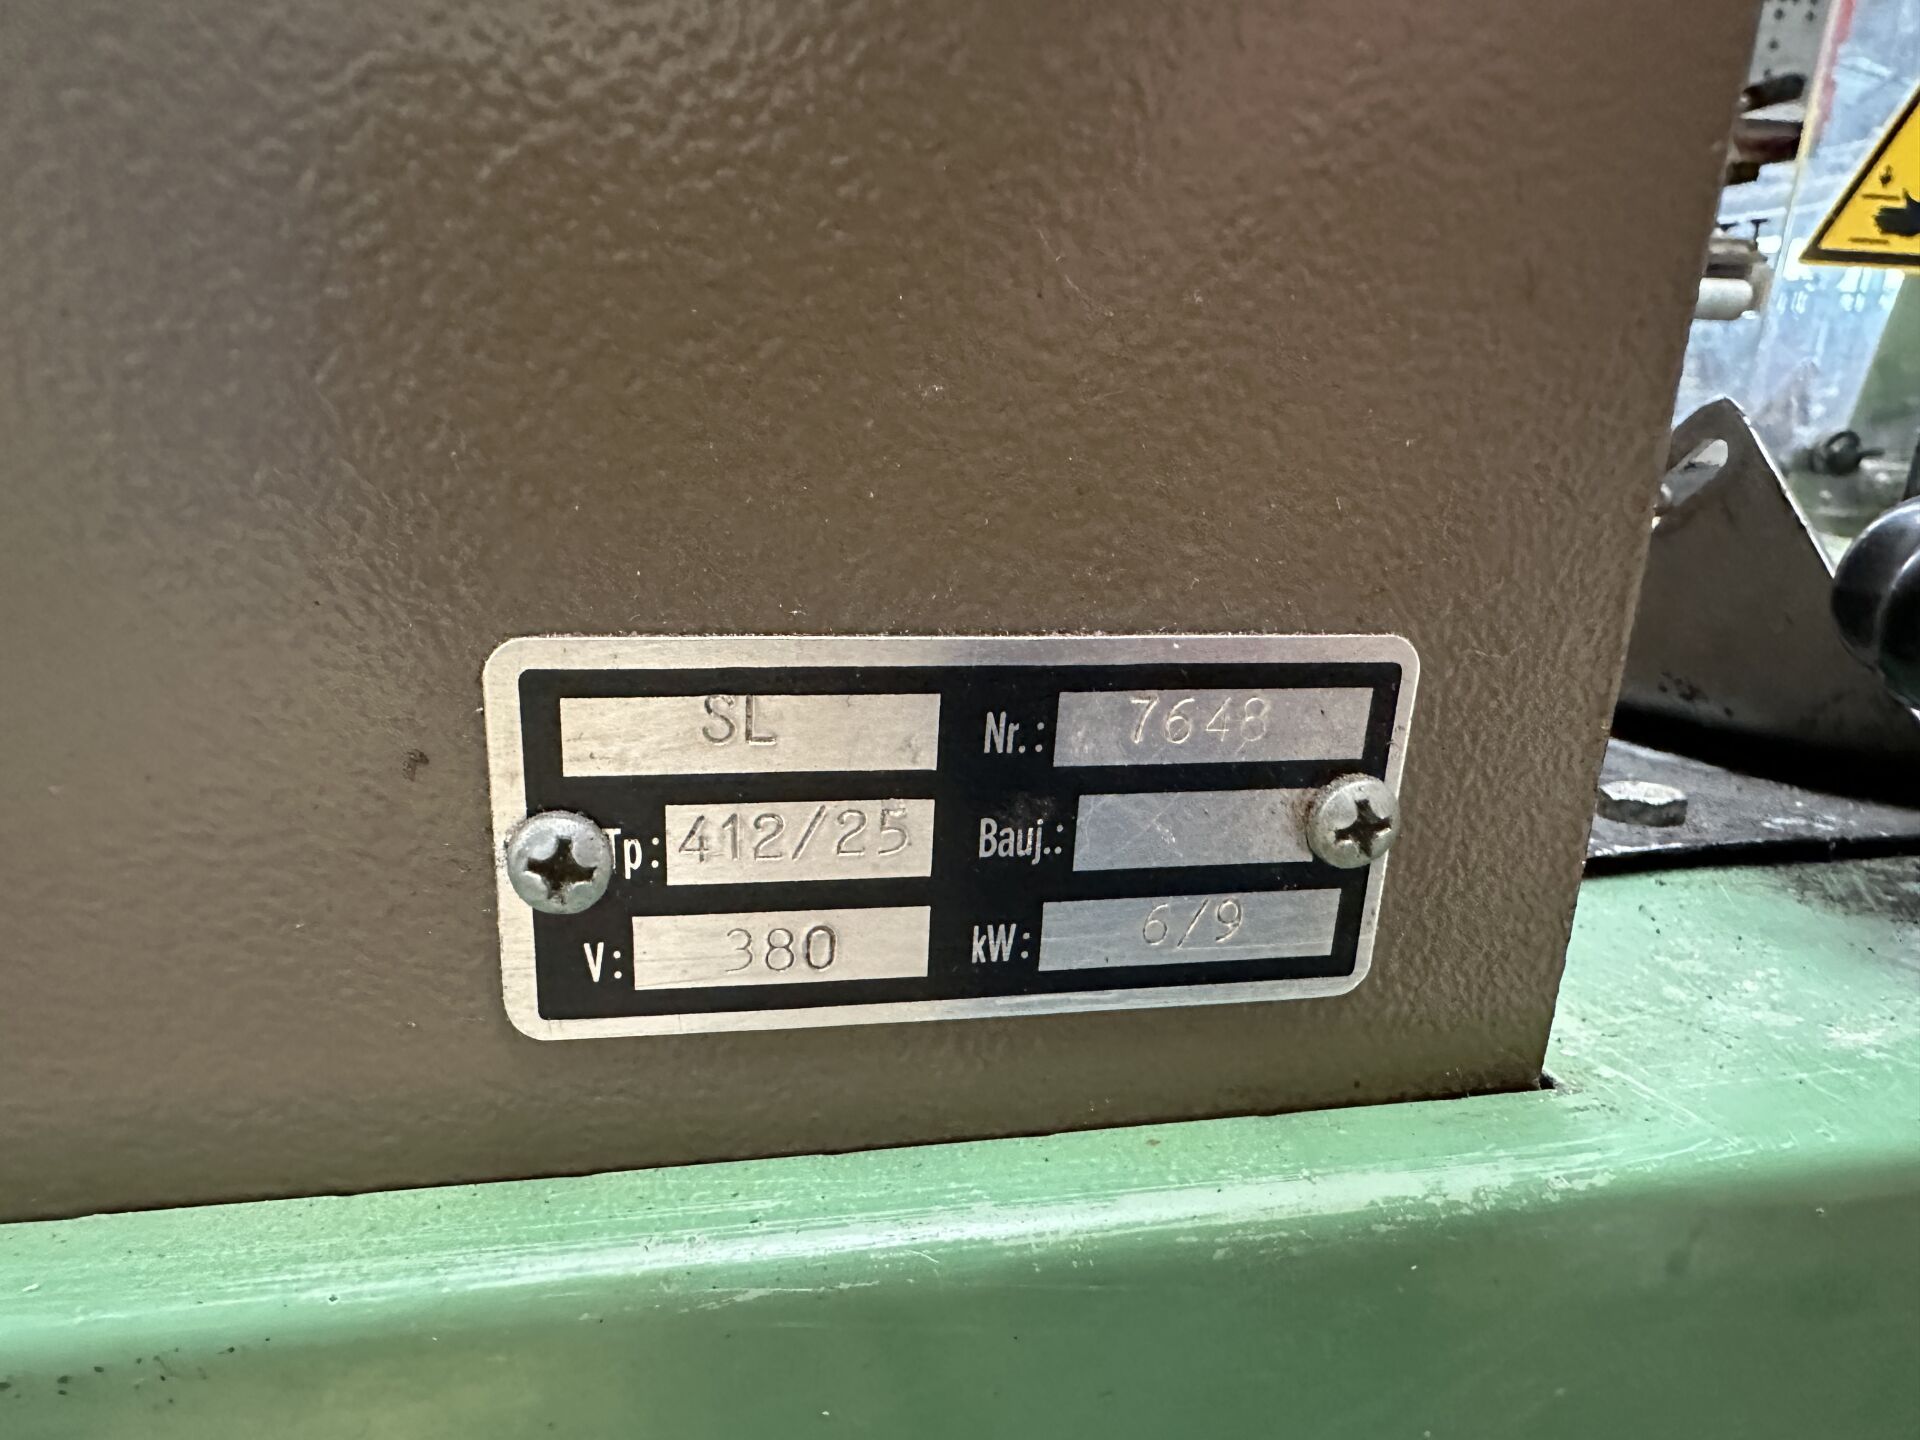 SL Nr.: 7648
Tp: 412/25 Bauj.:
V: 380 kW: 6/9